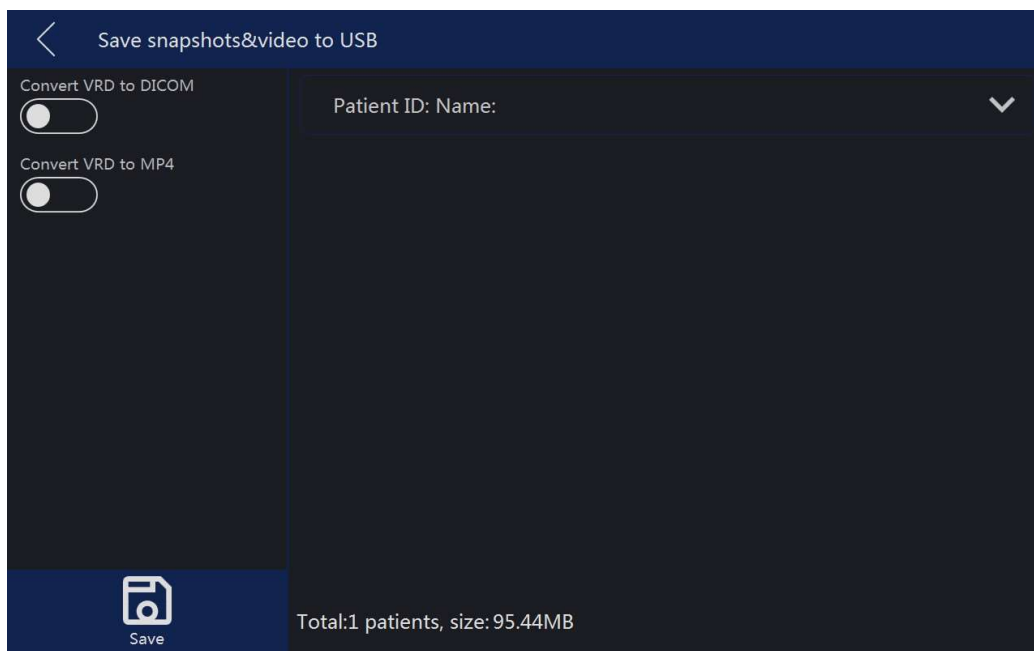 Save snapshots&video to USB
Convert VRD to DICOM
Patient ID: Name:
Convert VRD to MP4
Save
Total:1 patients, size: 95.44MB